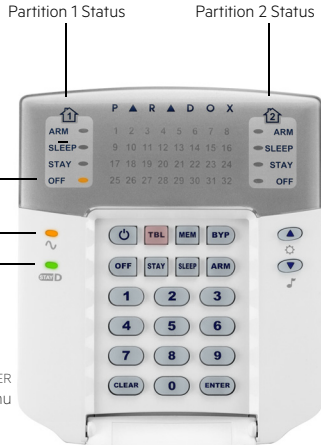 Partition 1 Status Partition 2 Status
1 2
P ▲ R ▲ D O X
ARM 1 2 3 4 5 6 7 8 ARM
SLEEP 9 10 11 12 13 14 15 16 SLEEP
STAY 17 18 19 20 21 22 23 24 STAY
OFF 25 26 27 28 29 30 31 32 OFF
TBL MEM BYP
OFF STAY SLEEP ARM
STAY D
1 2 3
4 5 6
7 8 9
ER
CLEAR 0 ENTER
nu